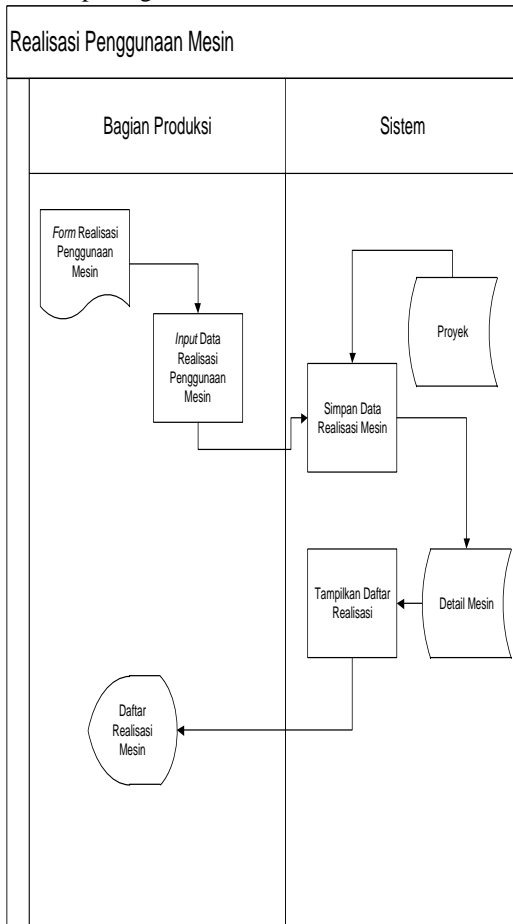 Realisasi Penggunaan Mesin
Bagian Produksi
Sistem
Form Realisasi
Penggunaan
Mesin
Input Data
Realisasi
Penggunaan
Mesin
Proyek
Simpan Data
Realisasi Mesin
Tampilkan Daftar
Realisasi
Detail Mesin
Daftar
Realisasi
Mesin